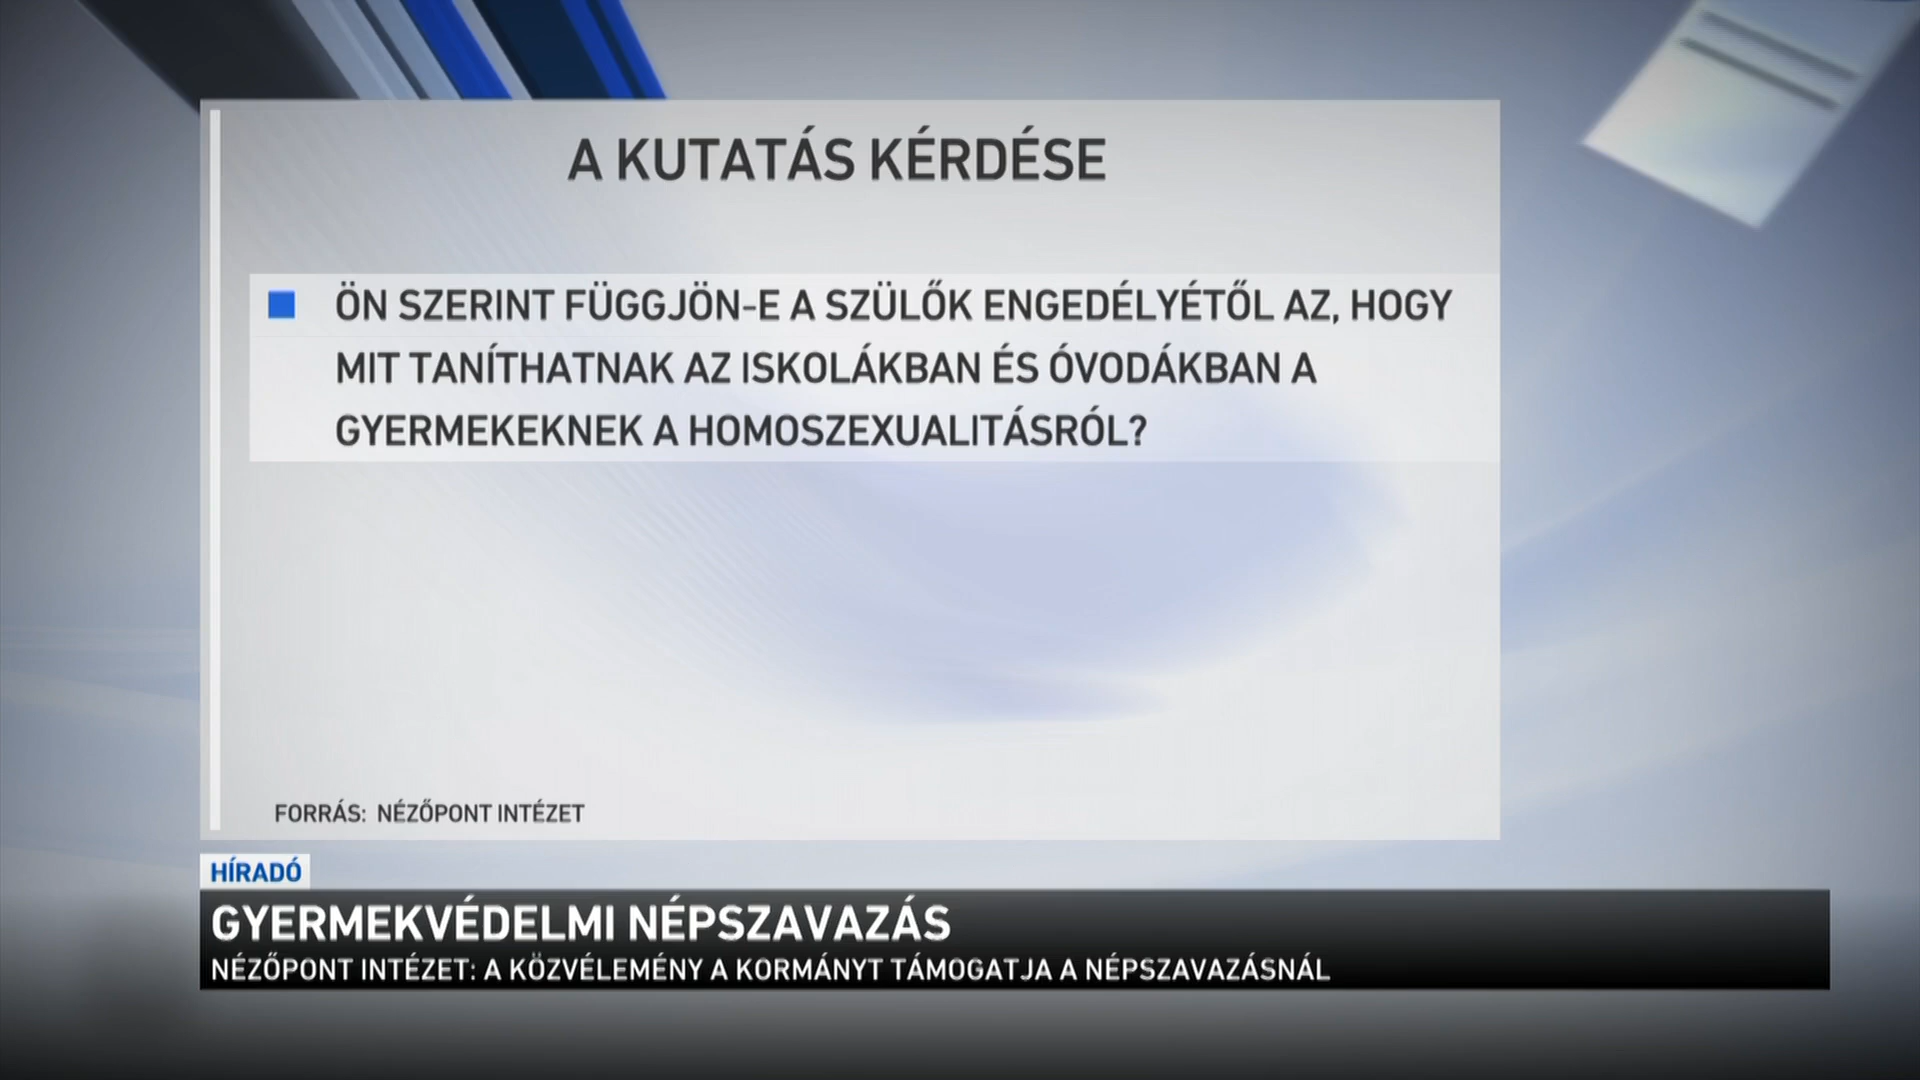 A KUTATÁS KÉRDÉSE
ÖN SZERINT FÜGGJÖN-E A SZÜLŐK ENGEDÉLYÉTŐL AZ, HOGY
MIT TANÍTHATNAK AZ ISKOLÁKBAN ÉS ÓVODÁKBAN A
GYERMEKEKNEK A HOMOSZEXUALITÁSRÓL?
FORRÁS: NÉZŐPONT INTÉZET
HÍRADÓ
GYERMEKVÉDELMI NÉPSZAVAZÁS
NÉZŐPONT INTÉZET: A KÖZVÉLEMÉNY A KORMÁNYT TÁMOGATJA A NÉPSZAVAZÁSNÁL